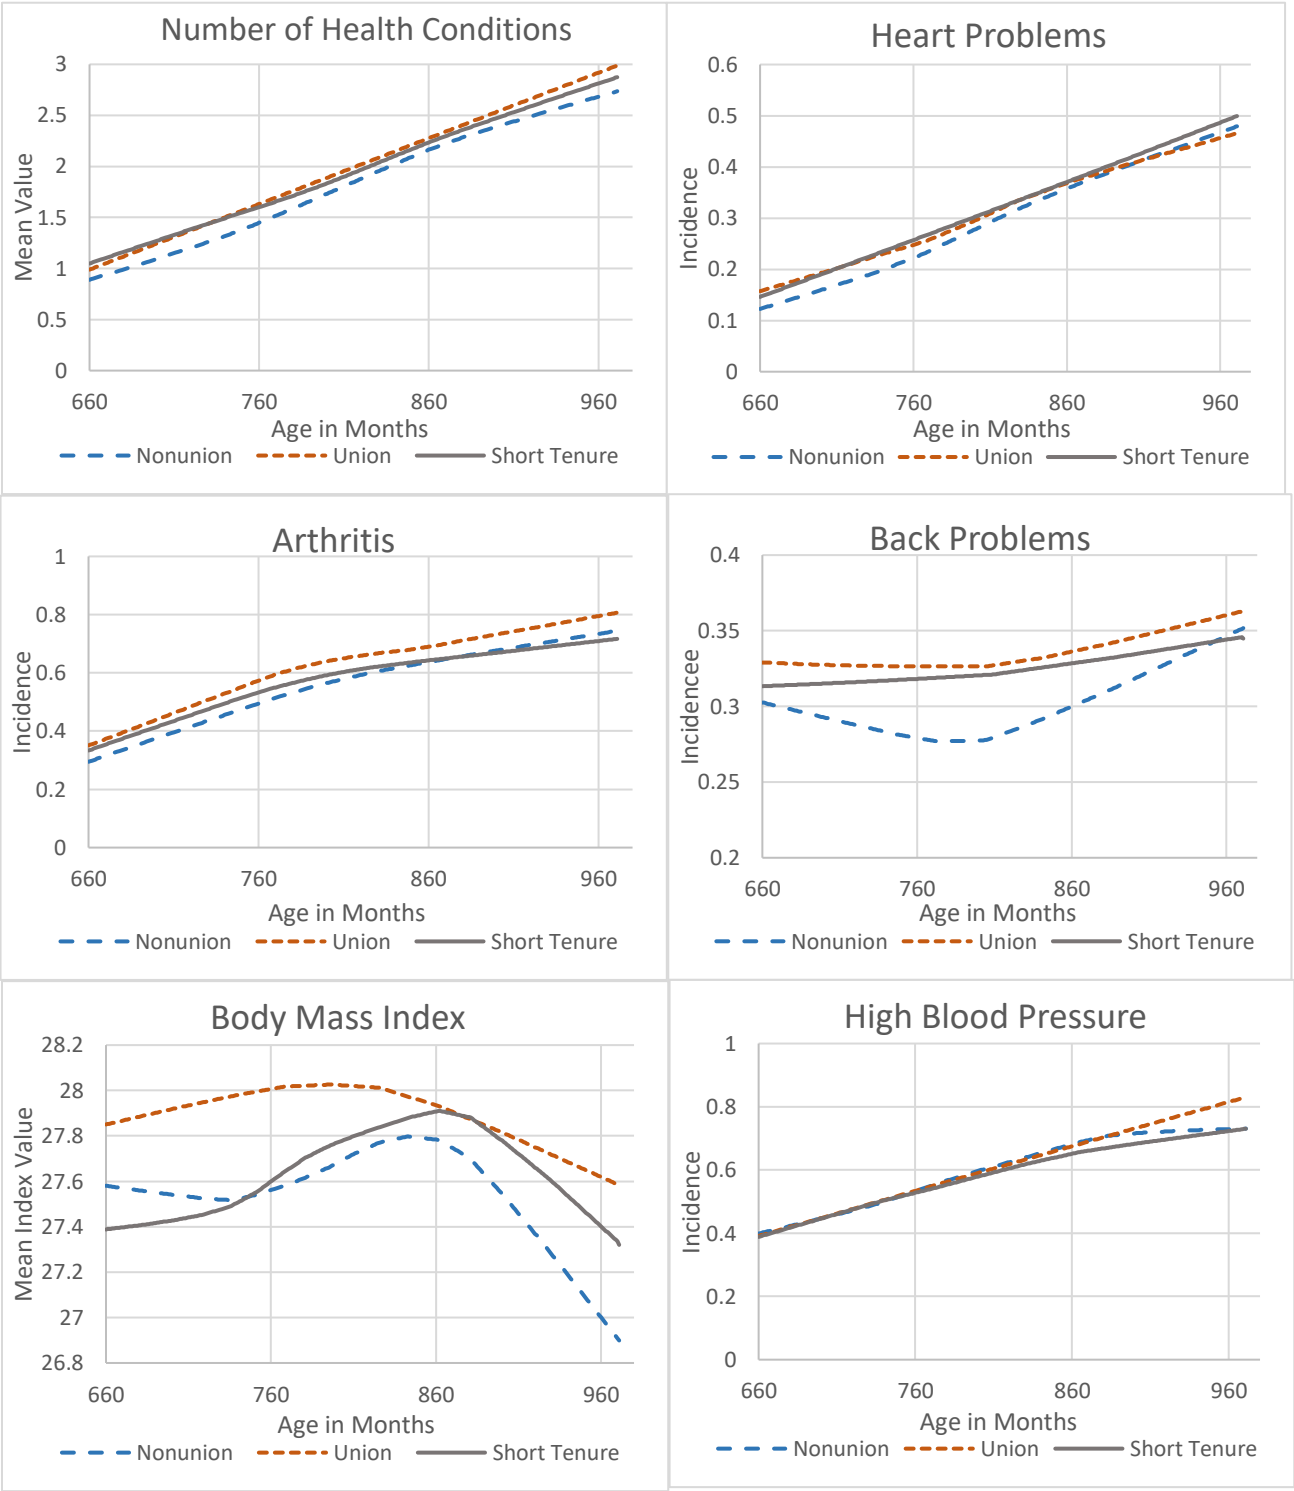 Number of Health Conditions
3
2.5
2
1.5
1
0.5
0
Mean Value
660 760 860 960
Age in Months
Nonunion Union Short Tenure
Heart Problems
0.6
0.5
0.4
0.3
0.2
0.1
0
Incidence
660 760 860 960
Age in Months
Nonunion Union Short Tenure
Arthritis
1
0.8
0.6
0.4
0.2
0
Incidence
660 760 860 960
Age in Months
Nonunion Union Short Tenure
Back Problems
0.4
0.35
0.3
0.25
0.2
Incidencee
660 760 860 960
Age in Months
Nonunion Union Short Tenure
Body Mass Index
28.2
28
27.8
27.6
27.4
27.2
27
26.8
Mean Index Value
660 760 860 960
Age in Months
Nonunion Union Short Tenure
High Blood Pressure
1
0.8
0.6
0.4
0.2
0
Incidence
660 760 860 960
Age in Months
Nonunion Union Short Tenure